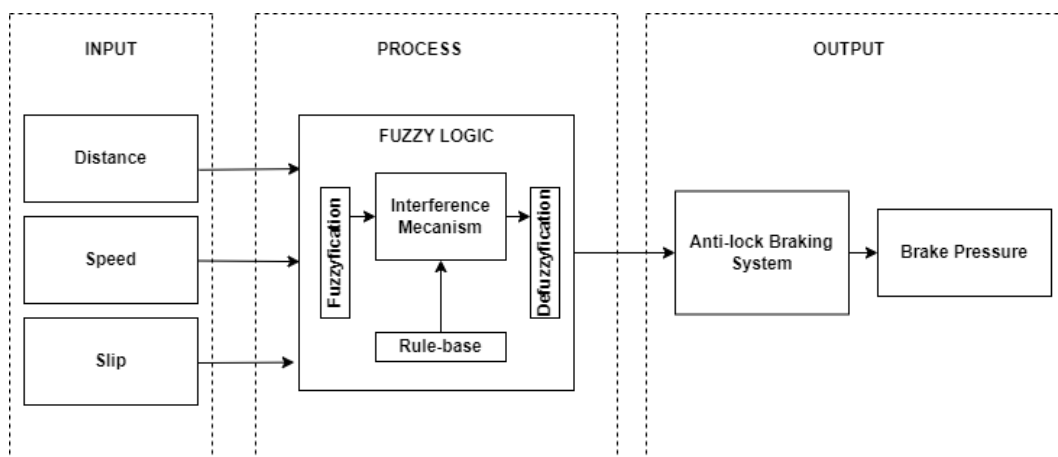 INPUT
PROCESS
OUTPUT
Distance
Speed
Slip
FUZZY LOGIC
Fuzzyfication
Interference
Mecanism
Defuzzyfication
Rule-base
Anti-lock Braking
System
Brake Pressure